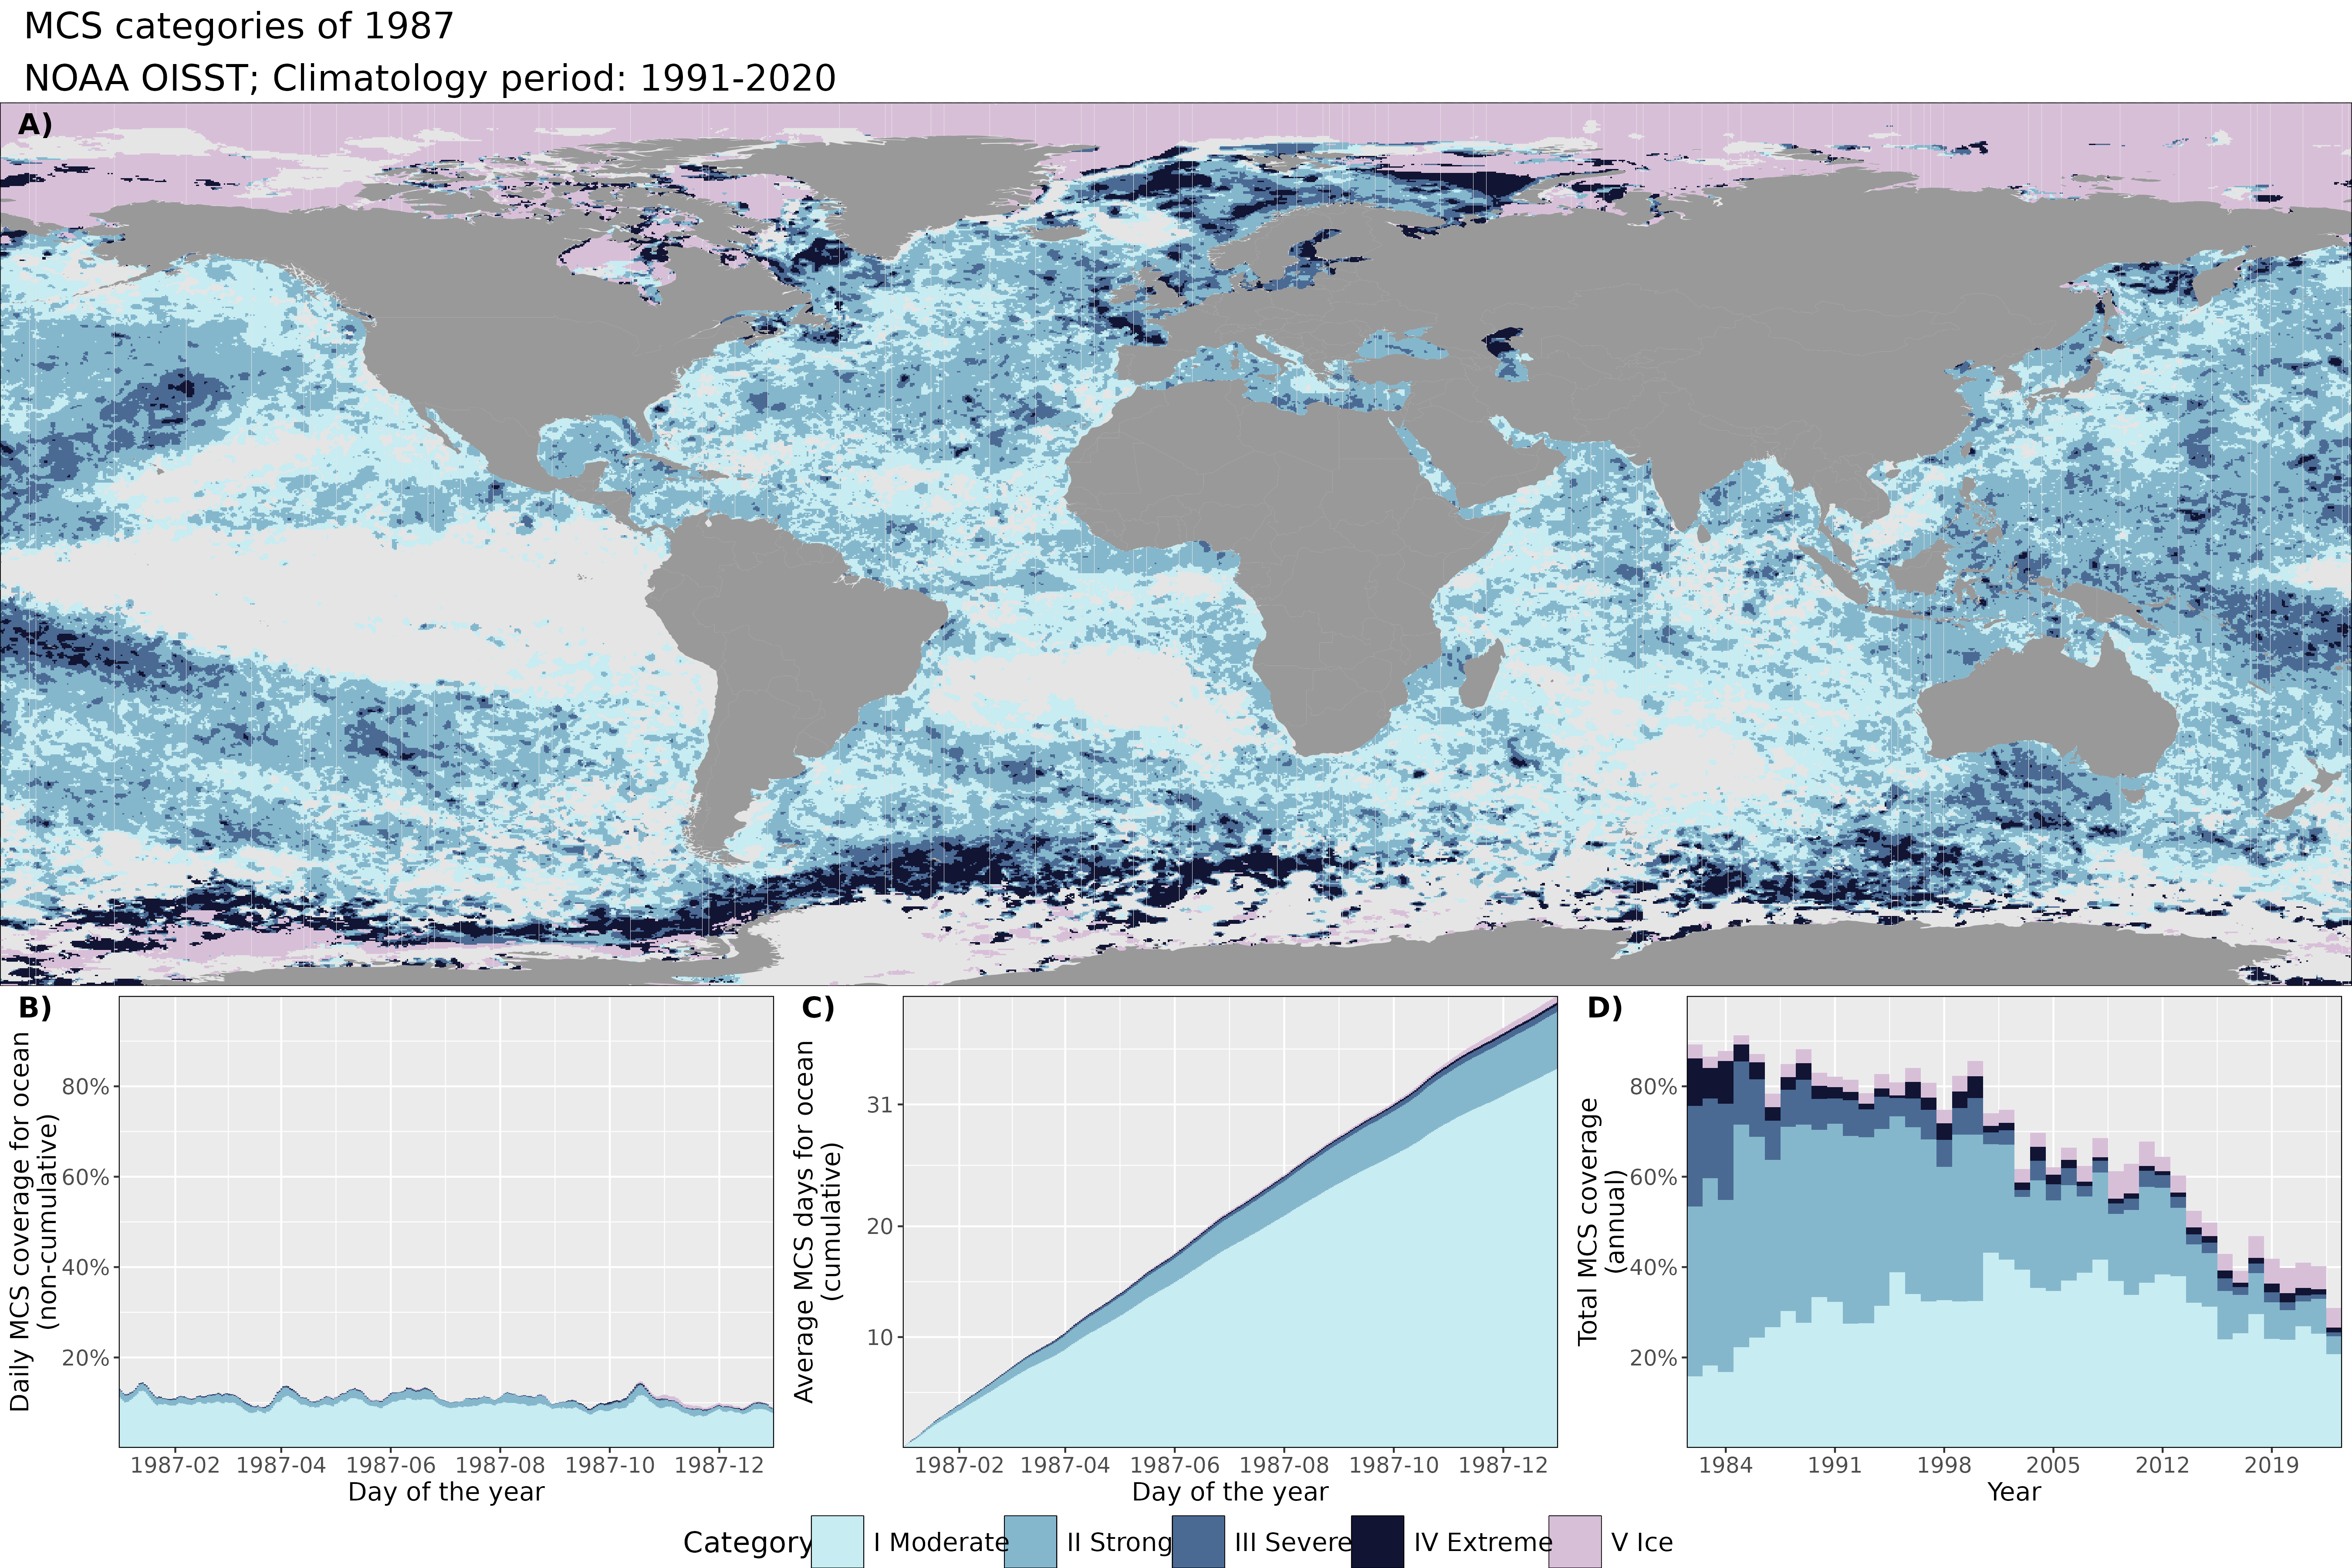 MCS categories of 1987
NOAA OISST; Climatology period: 1991-2020
A)
B)
Daily MCS coverage for ocean
(non-cumulative)
80%
60%
40%
20%
1987-02 1987-04 1987-06 1987-08 1987-10 1987-12
Day of the year
C)
Average MCS days for ocean
(cumulative)
31
20
10
1987-02 1987-04 1987-06 1987-08 1987-10 1987-12
Day of the year
D)
Total MCS coverage
(annual)
80%
60%
40%
20%
1984 1991 1998 2005 2012 2019
Year
Category I Moderate II Strong III Severe IV Extreme V Ice